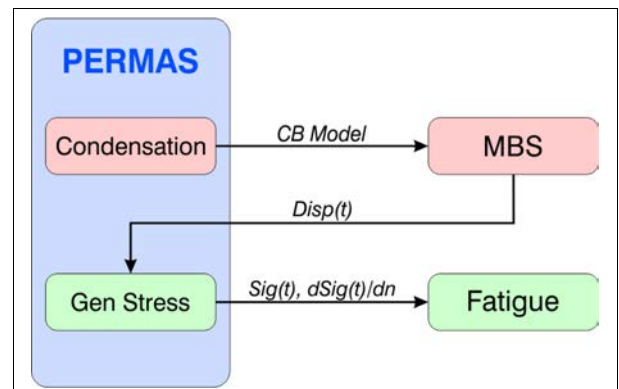 PERMAS
Condensation
CB Model
MBS
Disp(t)
Gen Stress
Sig(t), dSig(t)/dn
Fatigue